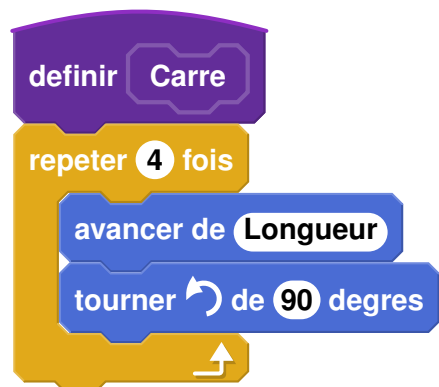 definir Carre
repeter 4 fois
avancer de Longueur
tourner de 90 degres